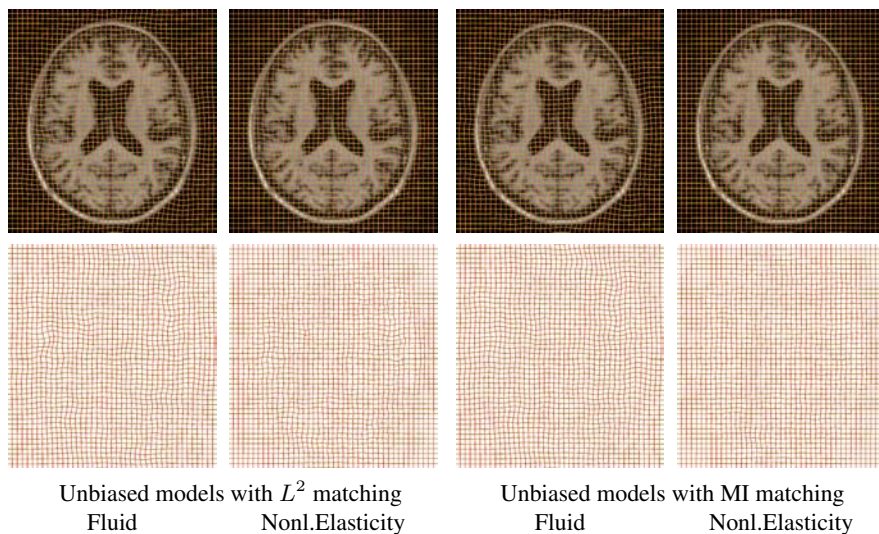 Unbiased models with L² matching
Fluid Nonl.Elasticity
Unbiased models with MI matching
Fluid Nonl.Elasticity